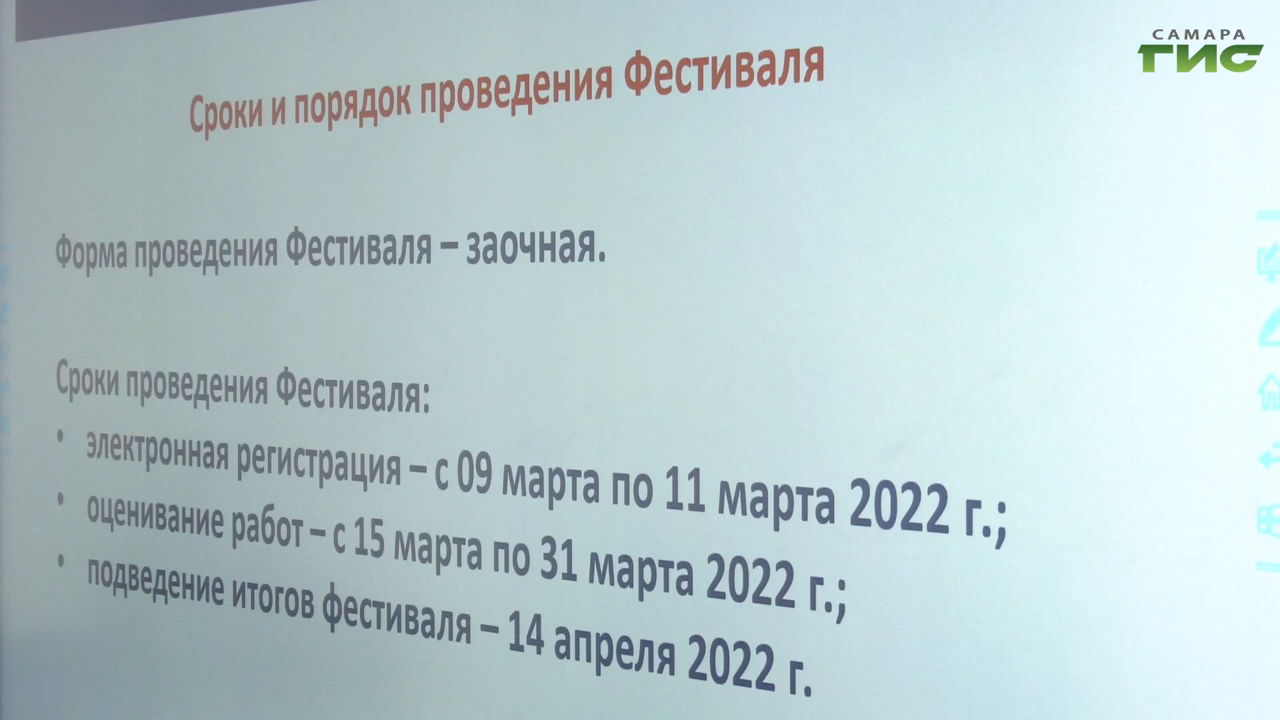 САМАРА
ГИС
Сроки и порядок проведения Фестиваля
Форма проведения Фестиваля – заочная.
Сроки проведения Фестиваля:
• электронная регистрация – с 09 марта по 11 марта 2022 г.;
• оценивание работ – с 15 марта по 31 марта 2022 г.;
• подведение итогов фестиваля – 14 апреля 2022 г.